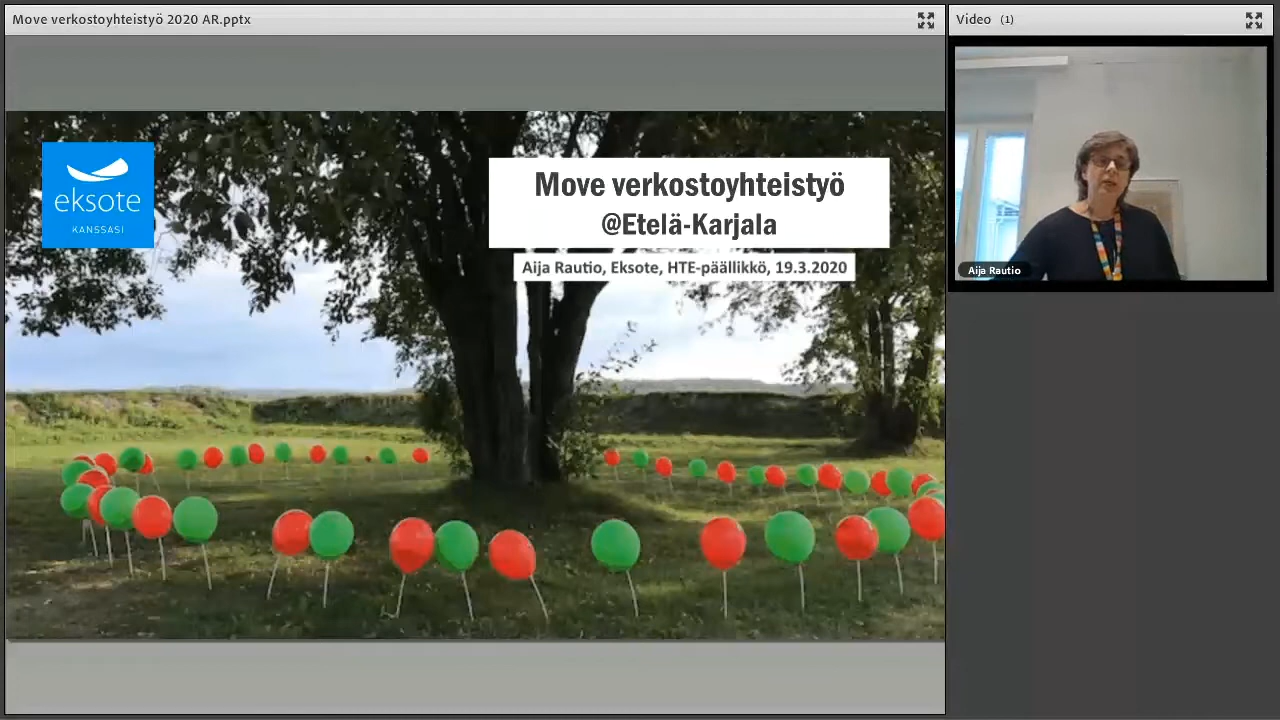 Move verkostoyhteistyö 2020 AR.pptx
Video (1)
eksote
KANSSASI
Move verkostoyhteistyö
@Etelä-Karjala
Aija Rautio, Eksote, HTE-päällikkö, 19.3.2020
Aija Rautio